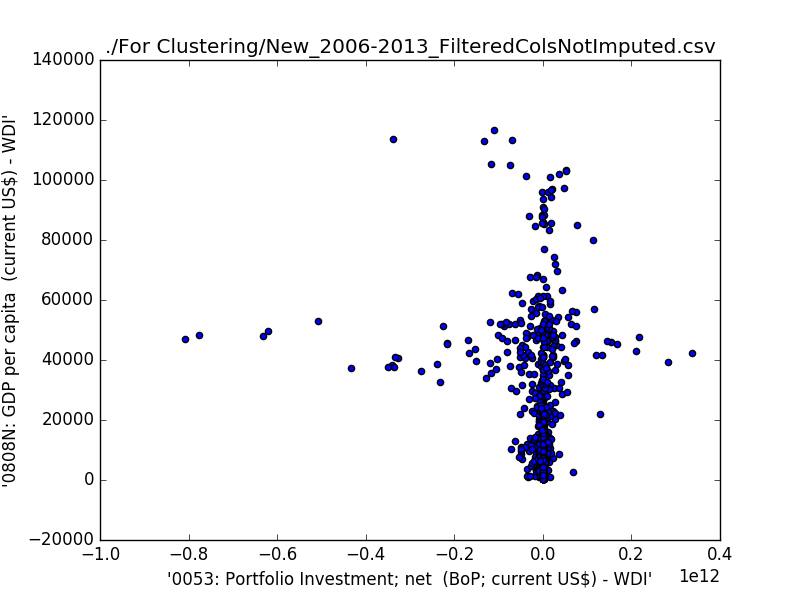 ./For Clustering/New_2006-2013_FilteredColsNotImputed.csv
140000
120000
100000
80000
60000
40000
20000
0
−20000
'0808N: GDP per capita  (current US$) - WDI'
−1.0 −0.8 −0.6 −0.4 −0.2 0.0 0.2 0.4
1e12
'0053: Portfolio Investment; net  (BoP; current US$) - WDI'